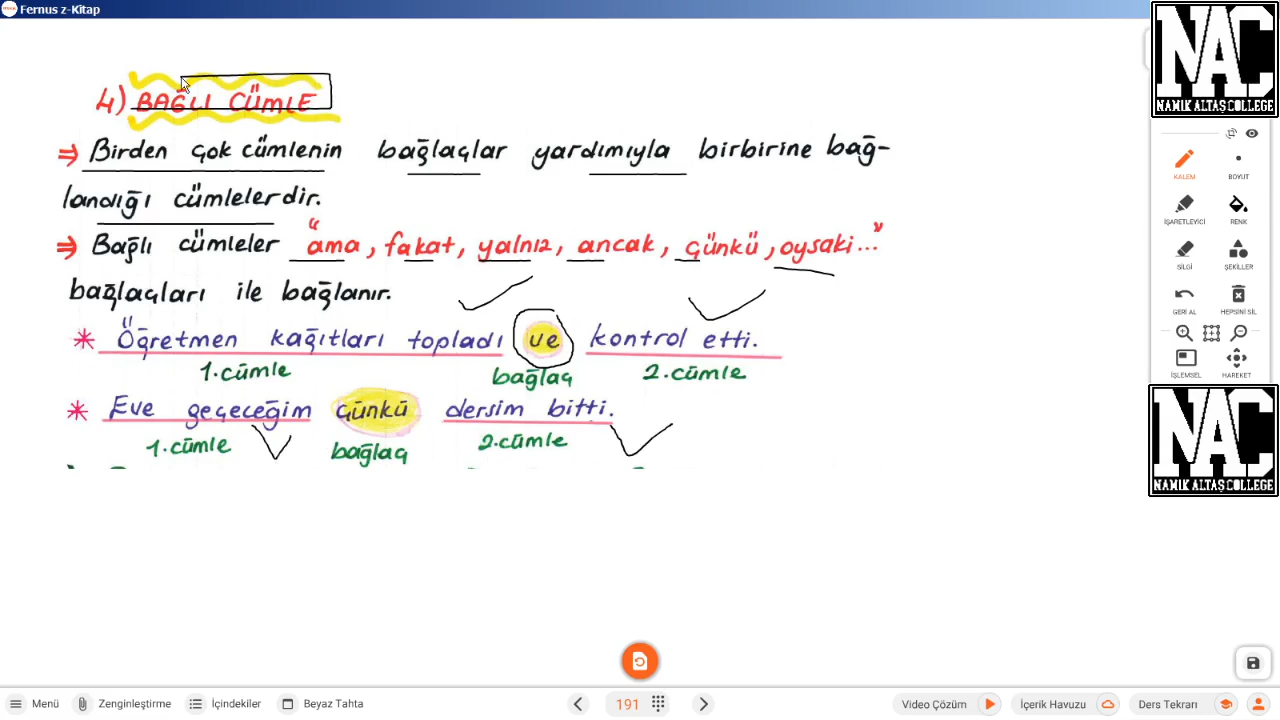 Fernus z-Kitap
NAC
NAMIK ALTAŞ COLLEGE
4) BAĞLI CÜMLE
⇒ Birden çok cümlenin bağlaçlar yardımıyla birbirine bağ-
landığı cümlelerdir.
⇒ Bağlı cümleler "ama, fakat, yalnız, ancak, çünkü, oysaki..."
bağlaçları ile bağlanır.
* Öğretmen kağıtları topladı ve kontrol etti.
1.cümle bağlaç 2.cümle
* Eve geçeceğim çünkü dersim bitti.
1.cümle bağlaç 2.cümle
KALEM BOYUT
İŞARETLEYİCİ RENK
SİLGİ ŞEKİLLER
GERİ AL HEPSİNİ SİL
İŞLEMSEL HAREKET
NAC
NAMIK ALTAŞ COLLEGE
Menü Zenginleştirme İçindekiler Beyaz Tahta 191 Video Çözüm İçerik Havuzu Ders Tekrarı